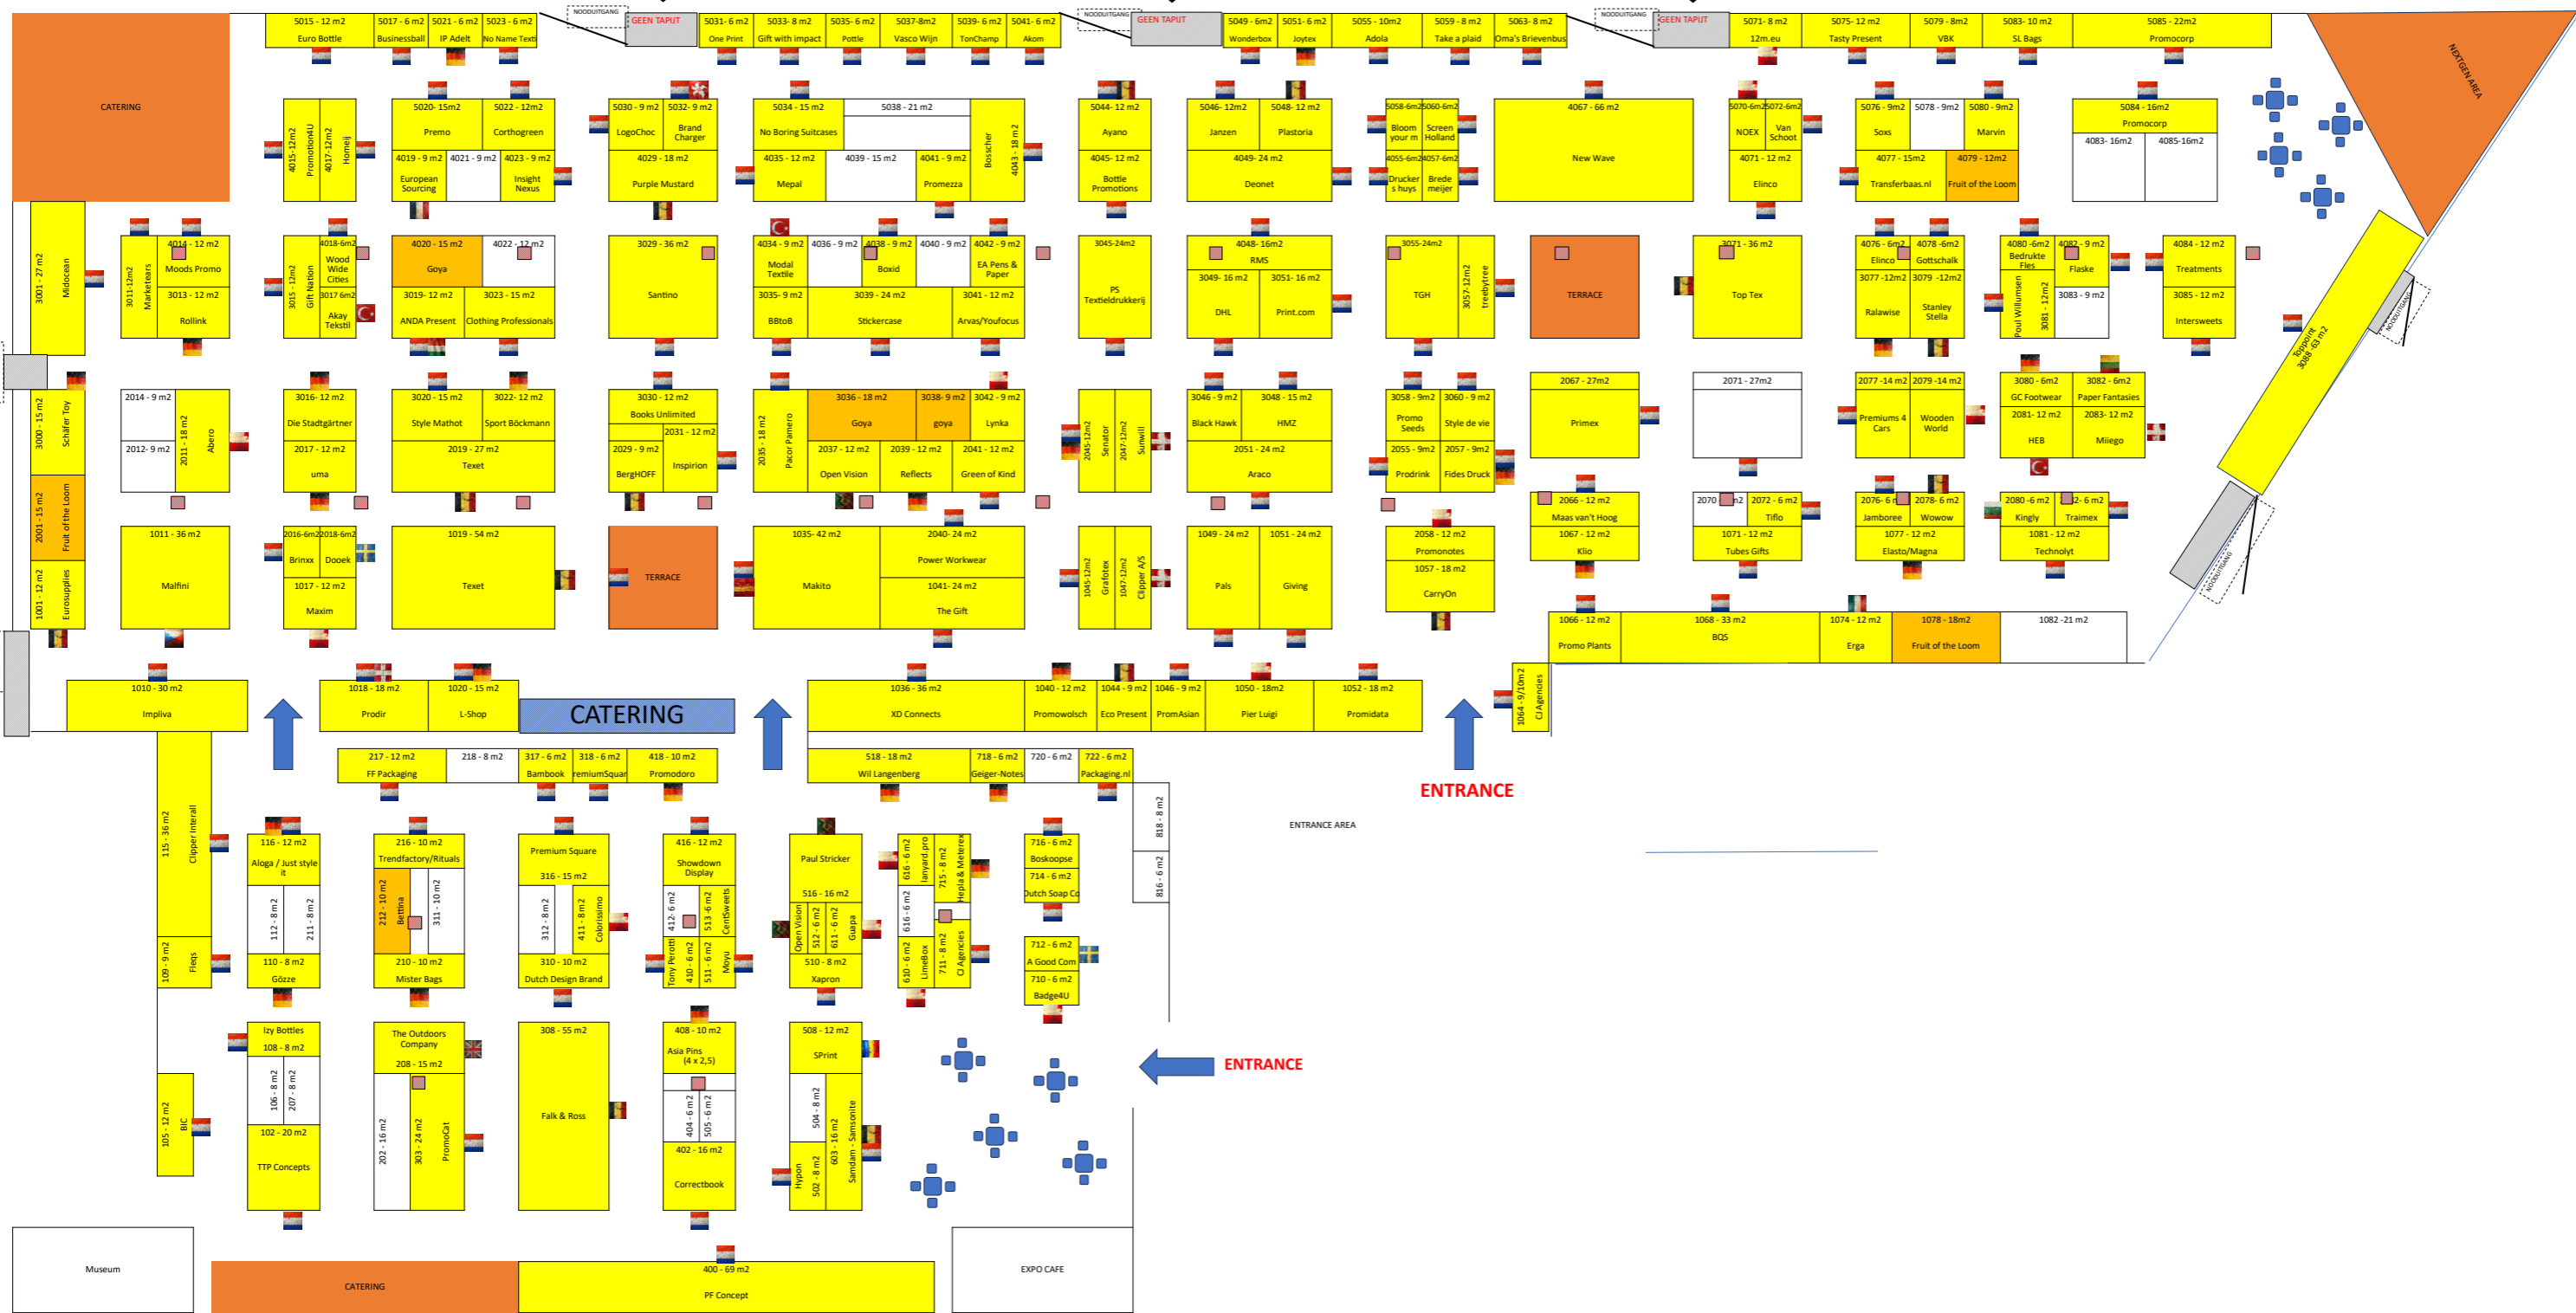 NOODUITGANG
GEEN TAPIJT
NOODUITGANG
GEEN TAPIJT
NOODUITGANG
GEEN TAPIJT
5015 - 12 m2
Euro Bottle
5017 - 6 m2
Businessball
5021 - 6 m2
IP Adelt
5023 - 6 m2
No Name Texti
5031- 6 m2
One Print
5033- 8 m2
Gift with impact
5035- 6 m2
Pottle
5037-8m2
Vasco Wijn
5039- 6 m2
TonChamp
5041- 6 m2
Akom
5049 - 6m2
Wonderbox
5051- 6 m2
Joytex
5055 - 10m2
Adola
5059 - 8 m2
Take a plaid
5063- 8 m2
Oma's Brievenbus
5071- 8 m2
12m.eu
5075- 12 m2
Tasty Present
5079 - 8m2
VBK
5083- 10 m2
SL Bags
5085 - 22m2
Promocorp
NEXTGEN AREA
CATERING
4015-12m2
Promotion4U
4017-12m2
Homeij
5020- 15m2
Premo
5022 - 12m2
Corthogreen
4019 - 9 m2
European
Sourcing
4021 - 9 m2
4023 - 9 m2
Insight
Nexus
5030 - 9 m2
LogoChoc
5032- 9 m2
Brand
Charger
4029 - 18 m2
Purple Mustard
5034 - 15 m2
No Boring Suitcases
5038 - 21 m2
4035 - 12 m2
Mepal
4039 - 15 m2
4041 - 9 m2
Promezza
Bosscher
4043 - 18 m2
5044- 12 m2
Ayano
4045- 12 m2
Bottle
Promotions
5046- 12m2
Janzen
5048- 12 m2
Plastoria
4049- 24 m2
Deonet
5058-6m2
Bloom
your m
5060-6m2
Screen
Holland
4055-6m2
Drucker
s huys
4057-6m2
Brede
meijer
4067 - 66 m2
New Wave
5070-6m2
NOEX
5072-6m2
Van
Schoot
4071 - 12 m2
Elinco
5076 - 9m2
Soxs
5078 - 9m2
5080 - 9m2
Marvin
4077 - 15m2
Transferbaas.nl
4079 - 12m2
Fruit of the Loom
5084 - 16m2
Promocorp
4083- 16m2
4085-16m2
3001 - 27 m2
Midocean
3011-12m2
Marketears
4014 - 12 m2
Moods Promo
3013 - 12 m2
Rollink
3015 - 12m2
Gift Nation
4018-6m2
Wood
Wide
Cities
3017 6m2
Akay
Tekstil
4020 - 15 m2
Goya
4022 - 12 m2
3019- 12 m2
ANDA Present
3023 - 15 m2
Clothing Professionals
3029 - 36 m2
Santino
4034 - 9 m2
Modal
Textile
4036 - 9 m2
4038 - 9 m2
Boxid
4040 - 9 m2
4042 - 9 m2
EA Pens &
Paper
3035- 9 m2
BBtoB
3039 - 24 m2
Stickercase
3041 - 12 m2
Arvas/Youfocus
3045-24m2
PS
Textieldrukkerij
4048- 16m2
RMS
3049- 16 m2
DHL
3051- 16 m2
Print.com
3055-24m2
TGH
3057-12m2
treebytree
TERRACE
3071 - 36 m2
Top Tex
4076 - 6m2
Elinco
4078 -6m2
Gottschalk
3077 -12m2
Ralawise
3079 -12m2
Stanley
Stella
4080 -6m2
Bedrukte
Fles
4082 - 9 m2
Flaske
Poul Willumsen
3081 - 12m2
3083 - 9 m2
4084 - 12 m2
Treatments
3085 - 12 m2
Intersweets
Toppoint
3088 -63 m2
NOODUITGANG
3000 - 15 m2
Schäfer Toy
2001 - 15 m2
Fruit of the Loom
1001 - 12 m2
Eurosupplies
2014 - 9 m2
2012- 9 m2
2011 - 18 m2
Abero
3016- 12 m2
Die Stadtgärtner
2017 - 12 m2
uma
3020 - 15 m2
Style Mathot
3022- 12 m2
Sport Böckmann
2019 - 27 m2
Texet
3030 - 12 m2
Books Unlimited
2029 - 9 m2
BergHOFF
2031 - 12 m2
Inspirion
2035 - 18 m2
Pacor Pamero
3036 - 18 m2
Goya
3038- 9 m2
goya
3042 - 9 m2
Lynka
2037 - 12 m2
Open Vision
2039 - 12 m2
Reflects
2041 - 12 m2
Green of Kind
2045-12m2
Senator
2047-12m2
Sunwill
3046 - 9 m2
Black Hawk
3048 - 15 m2
HMZ
2051 - 24 m2
Araco
3058 - 9m2
Promo
Seeds
3060 - 9 m2
Style de vie
2055 - 9m2
Prodrink
2057 - 9m2
Fides Druck
2067 - 27m2
Primex
2071 - 27m2
2077 -14 m2
Premiums 4
Cars
2079 -14 m2
Wooden
World
3080 - 6m2
GC Footwear
3082 - 6m2
Paper Fantasies
2081- 12 m2
HEB
2083- 12 m2
Miiego
1011 - 36 m2
Malfini
2016-6m2
Brinxx
2018-6m2
Dooek
1017 - 12 m2
Maxim
1019 - 54 m2
Texet
TERRACE
1035- 42 m2
Makito
2040- 24 m2
Power Workwear
1041- 24 m2
The Gift
1045-12m2
Grafotex
1047-12m2
Clipper A/S
1049 - 24 m2
Pals
1051 - 24 m2
Giving
2058 - 12 m2
Promonotes
1057 - 18 m2
CarryOn
2066 - 12 m2
Maas van't Hoog
1067 - 12 m2
Klio
2070
2072 - 6 m2
Tiflo
1071 - 12 m2
Tubes Gifts
2076- 6 m2
Jamboree
2078- 6 m2
Wowow
1077 - 12 m2
Elasto/Magna
2080 -6 m2
Kingly
2- 6 m2
Traimex
1081 - 12 m2
Technolyt
NOODUITGANG
1066 - 12 m2
Promo Plants
1068 - 33 m2
BQS
1074 - 12 m2
Erga
1078 - 18m2
Fruit of the Loom
1082 -21 m2
1010 - 30 m2
Impliva
1018 - 18 m2
Prodir
1020 - 15 m2
L-Shop
CATERING
1036 - 36 m2
XD Connects
1040 - 12 m2
Promowolsch
1044 - 9 m2
Eco Present
1046 - 9 m2
PromAsian
1050 - 18m2
Pier Luigi
1052 - 18 m2
Promidata
1064 - 9/10m2
CJ Agencies
ENTRANCE
ENTRANCE AREA
217 - 12 m2
FF Packaging
218 - 8 m2
317 - 6 m2
Bambook
318 - 6 m2
remiumSquar
418 - 10 m2
Promodoro
518 - 18 m2
Wil Langenberg
718 - 6 m2
Geiger-Notes
720 - 6 m2
722 - 6 m2
Packaging.nl
818 - 8 m2
816 - 6 m2
115 - 36 m2
Clipper Interall
109 - 9 m2
Fleqs
116 - 12 m2
Aloga / Just style
it
112 - 8 m2
211 - 8 m2
110 - 8 m2
Gözze
216 - 10 m2
Trendfactory/Rituals
212 - 10 m2
Bettina
311 - 10 m2
210 - 10 m2
Mister Bags
Premium Square
316 - 15 m2
312 - 8 m2
411 - 8 m2
Colorissimo
310 - 10 m2
Dutch Design Brand
416 - 12 m2
Showdown
Display
412- 6 m2
513 -6 m2
CentSweets
Tony Perrotti
410 - 6 m2
511 - 6 m2
Moyu
Paul Stricker
516 - 16 m2
Open Vision
512 - 6 m2
611 - 6 m2
Guapa
510 - 8 m2
Xapron
616 - 6 m2
lanyard.pro
715 - 8 m2
Hepla & Meterex
616 - 6 m2
610 - 6 m2
LimeBox
711 - 8 m2
CJ Agencies
716 - 6 m2
Boskoopse
714 - 6 m2
Dutch Soap Co
712 - 6 m2
A Good Com
710 - 6 m2
Badge4U
105 - 12 m2
BIC
Izy Bottles
108 - 8 m2
106 - 8 m2
207 - 8 m2
102 - 20 m2
TTP Concepts
The Outdoors
Company
208 - 15 m2
202 - 16 m2
303 - 24 m2
PromoCat
308 - 55 m2
Falk & Ross
408 - 10 m2
Asia Pins
(4 x 2,5)
404 - 6 m2
505 - 6 m2
402 - 16 m2
Correctbook
508 - 12 m2
SPrint
504 - 8 m2
603 - 16 m2
Samdam - Samsonite
Hypon
502 - 8 m2
ENTRANCE
Museum
CATERING
400 - 69 m2
PF Concept
EXPO CAFE